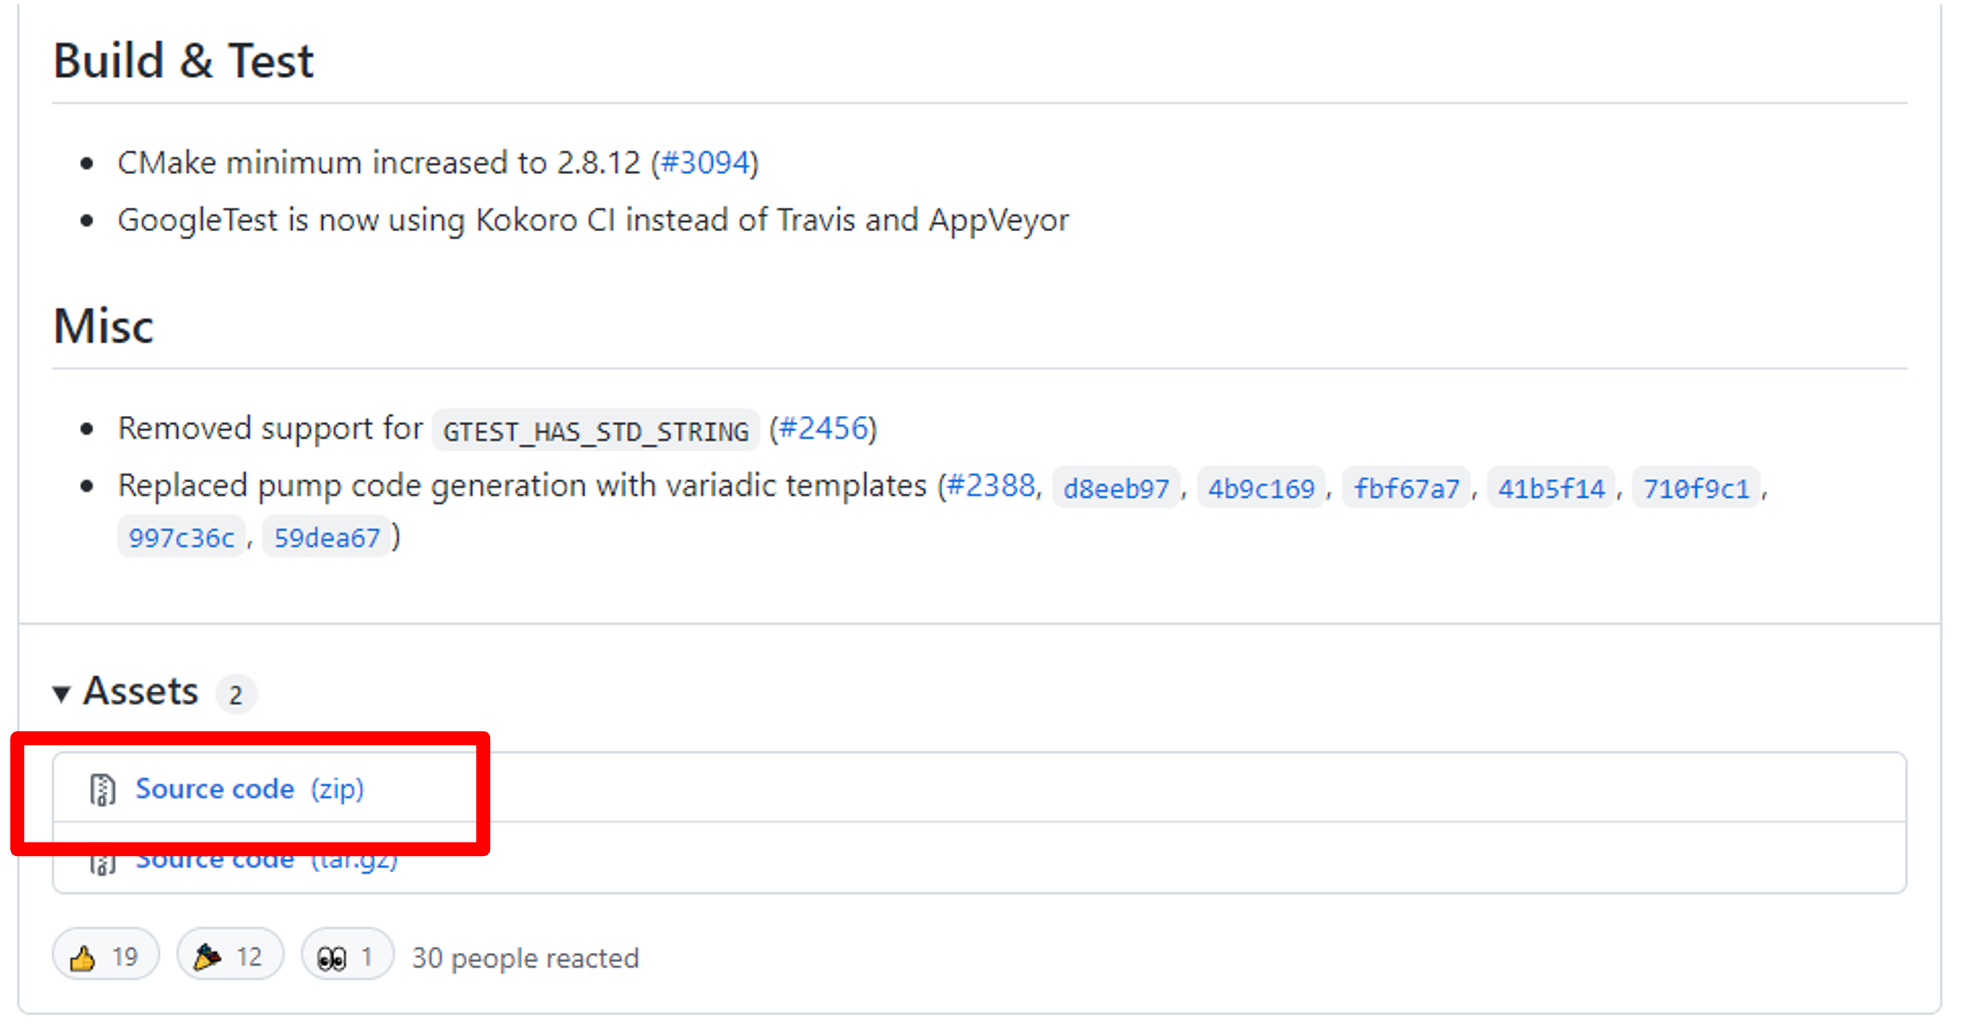 Build & Test
CMake minimum increased to 2.8.12 (#3094)
GoogleTest is now using Kokoro CI instead of Travis and AppVeyor
Misc
Removed support for GTEST_HAS_STD_STRING (#2456)
Replaced pump code generation with variadic templates (#2388, d8eeb97, 4b9c169, fbf67a7, 41b5f14, 710f9c1,
997c36c, 59dea67)
Assets 2
Source code (zip)
Source code (tar.gz)
19 12 1 30 people reacted